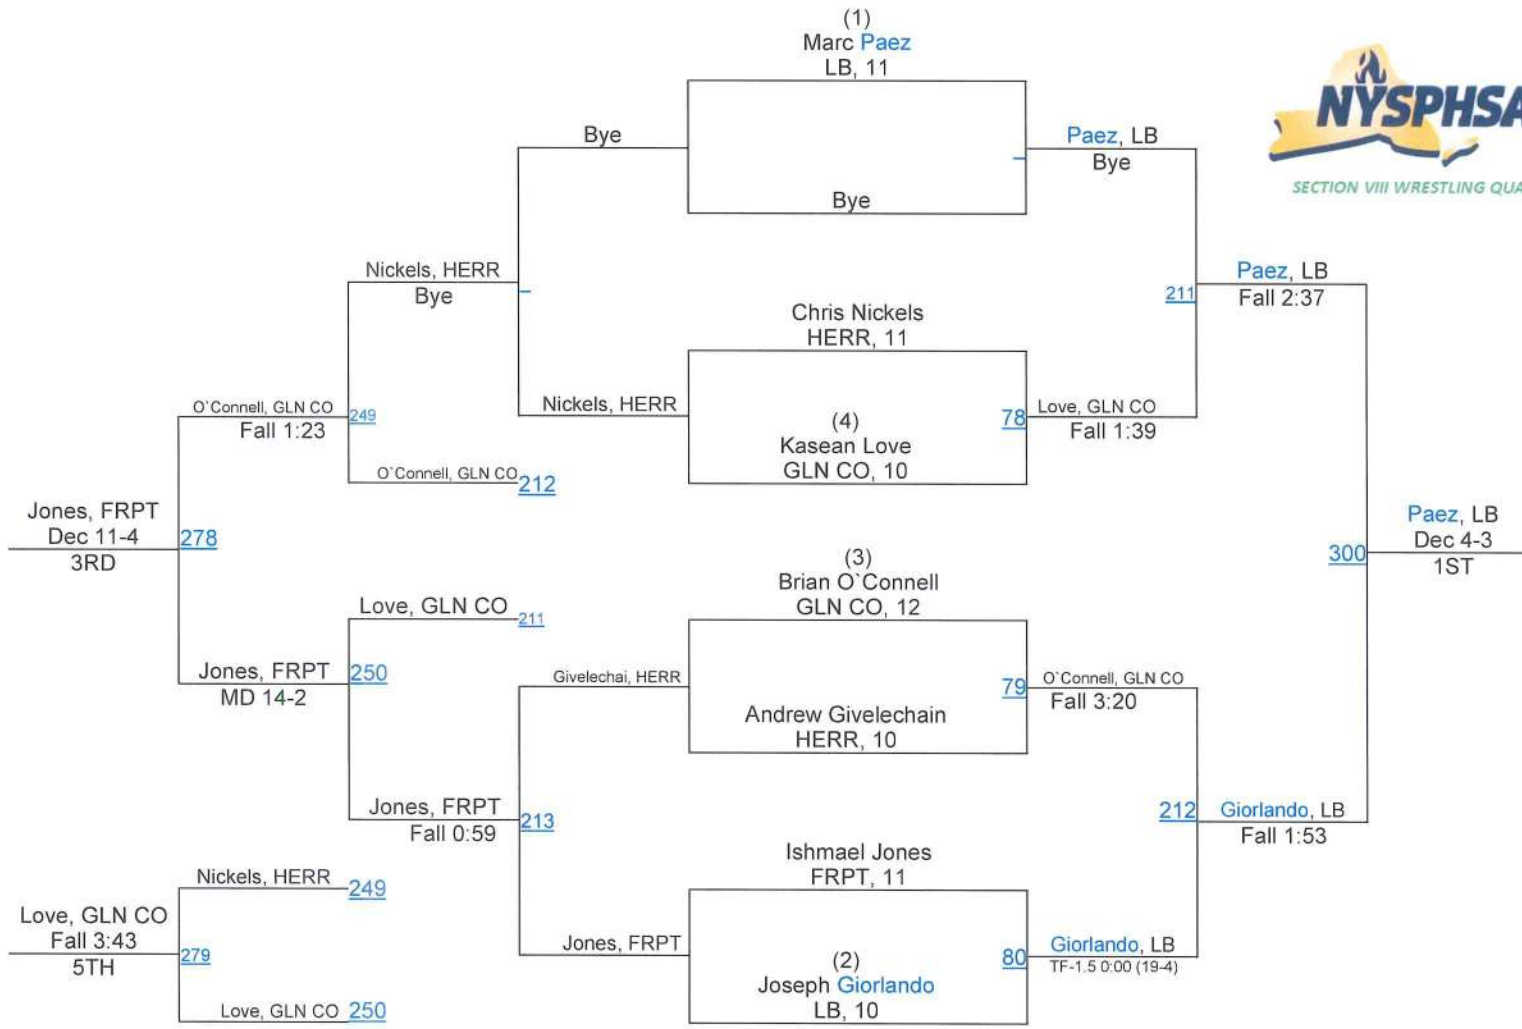 (1)
Marc Paez
LB, 11
NYSPHSA
SECTION VIII WRESTLING QUA
Bye
Paez, LB
Bye
Bye
Nickels, HERR
Bye
Paez, LB
211
Fall 2:37
Chris Nickels
HERR, 11
O`Connell, GLN CO
249
Fall 1:23
Nickels, HERR
(4)
Kasean Love
GLN CO, 10
78
Love, GLN CO
Fall 1:39
O`Connell, GLN CO
212
Jones, FRPT
Dec 11-4
3RD
278
Paez, LB
Dec 4-3
1ST
300
(3)
Brian O`Connell
GLN CO, 12
Love, GLN CO
211
Jones, FRPT
MD 14-2
250
Givelechai, HERR
79
O`Connell, GLN CO
Fall 3:20
Andrew Givelechain
HERR, 10
Jones, FRPT
Fall 0:59
213
212
Giorlando, LB
Fall 1:53
Ishmael Jones
FRPT, 11
Nickels, HERR
249
Love, GLN CO
Fall 3:43
5TH
279
Jones, FRPT
(2)
Joseph Giorlando
LB, 10
80
Giorlando, LB
TF-1.5 0:00 (19-4)
Love, GLN CO
250